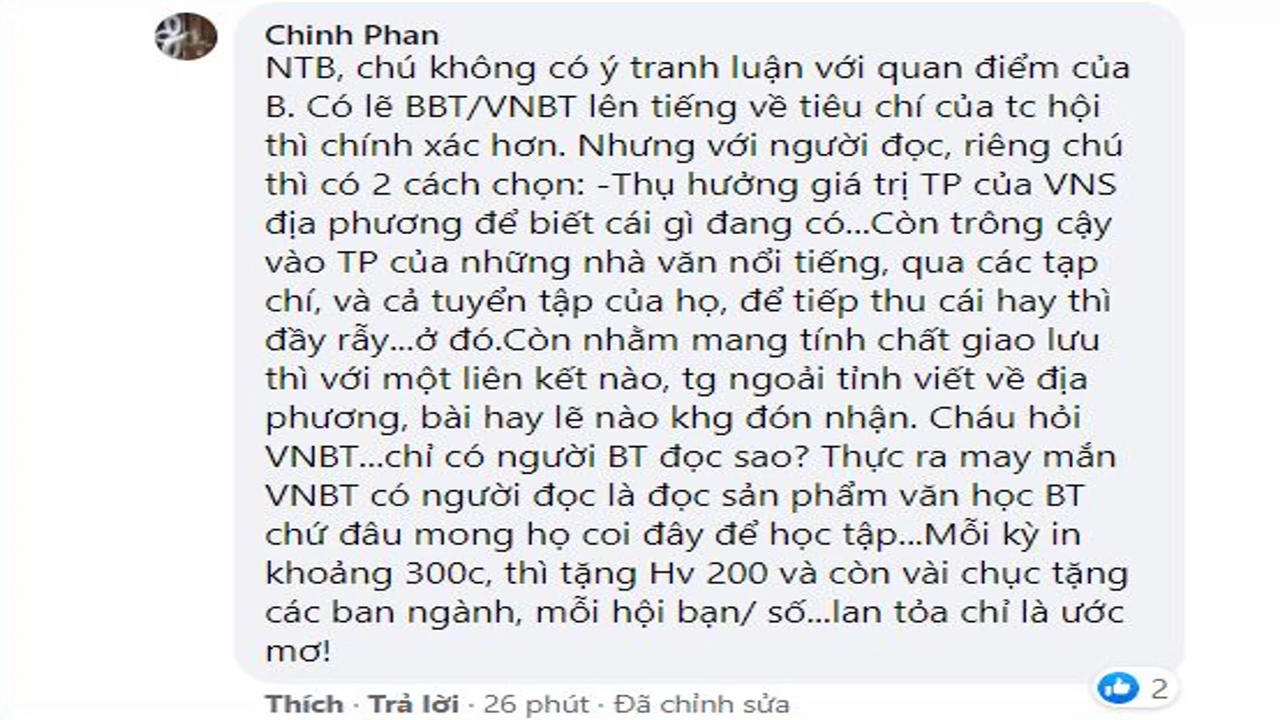 Chinh Phan
NTB, chú không có ý tranh luận với quan điểm của
B. Có lẽ BBT/VNBT lên tiếng về tiêu chí của tc hội
thì chính xác hơn. Nhưng với người đọc, riêng chú
thì có 2 cách chọn: -Thụ hưởng giá trị TP của VNS
địa phương để biết cái gì đang có...Còn trông cậy
vào TP của những nhà văn nổi tiếng, qua các tạp
chí, và cả tuyển tập của họ, để tiếp thu cái hay thì
đầy rẫy...ở đó.Còn nhằm mang tính chất giao lưu
thì với một liên kết nào, tg ngoải tỉnh viết về địa
phương, bài hay lẽ nào khg đón nhận. Cháu hỏi
VNBT...chỉ có người BT đọc sao? Thực ra may mắn
VNBT có người đọc là đọc sản phẩm văn học BT
chứ đâu mong họ coi đây để học tập...Mỗi kỳ in
khoảng 300c, thì tặng Hv 200 và còn vài chục tặng
các ban ngành, mỗi hội bạn/ số...lan tỏa chỉ là ước
mơ!
Thích · Trả lời · 26 phút · Đã chỉnh sửa
2